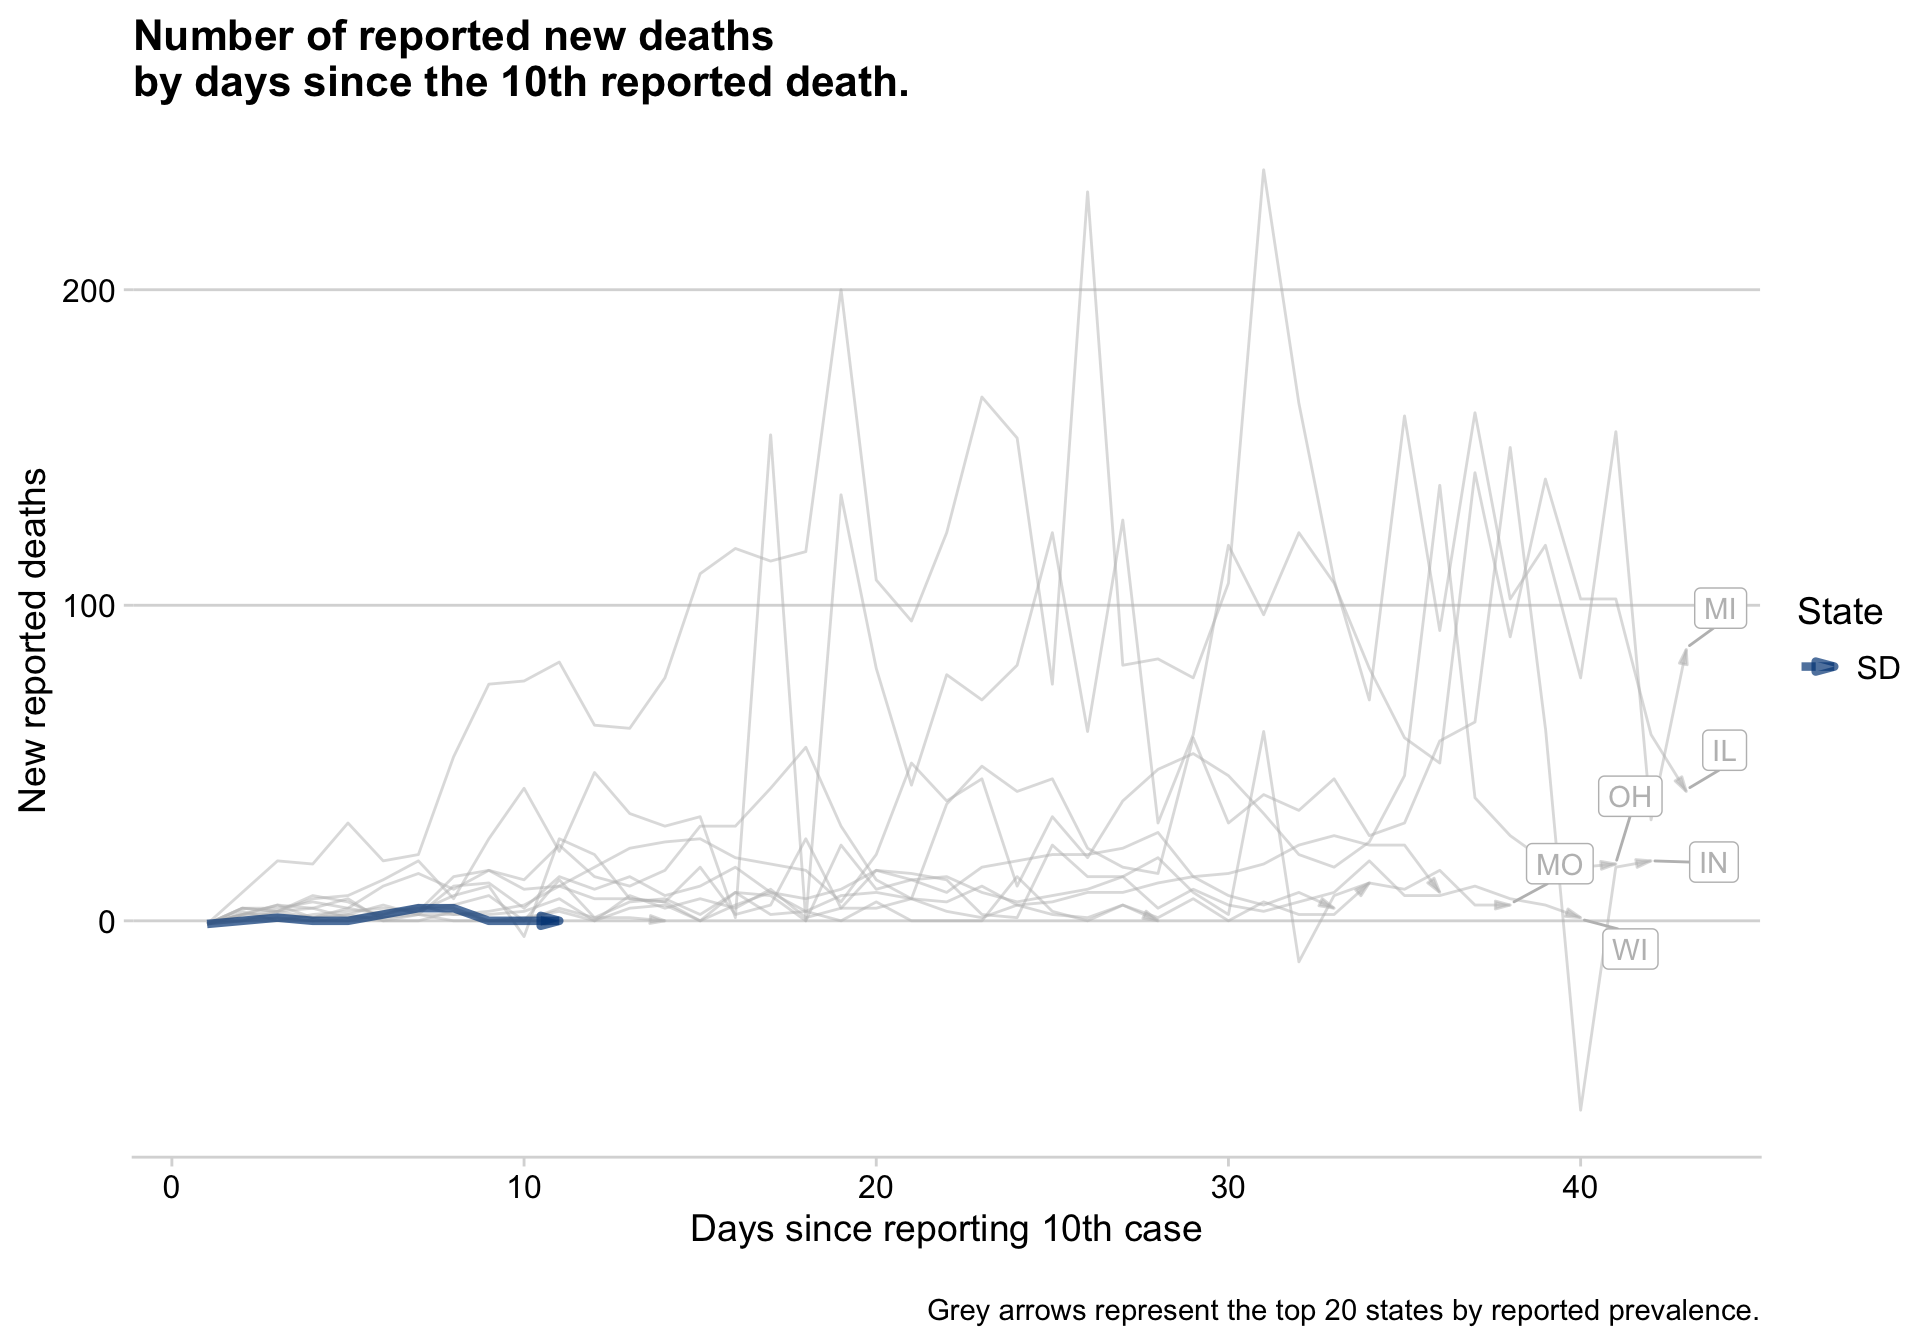 Number of reported new deaths
by days since the 10th reported death.
New reported deaths
200
100
0
MI
IL
OH
MO
IN
WI
State
SD
0 10 20 30 40
Days since reporting 10th case
Grey arrows represent the top 20 states by reported prevalence.